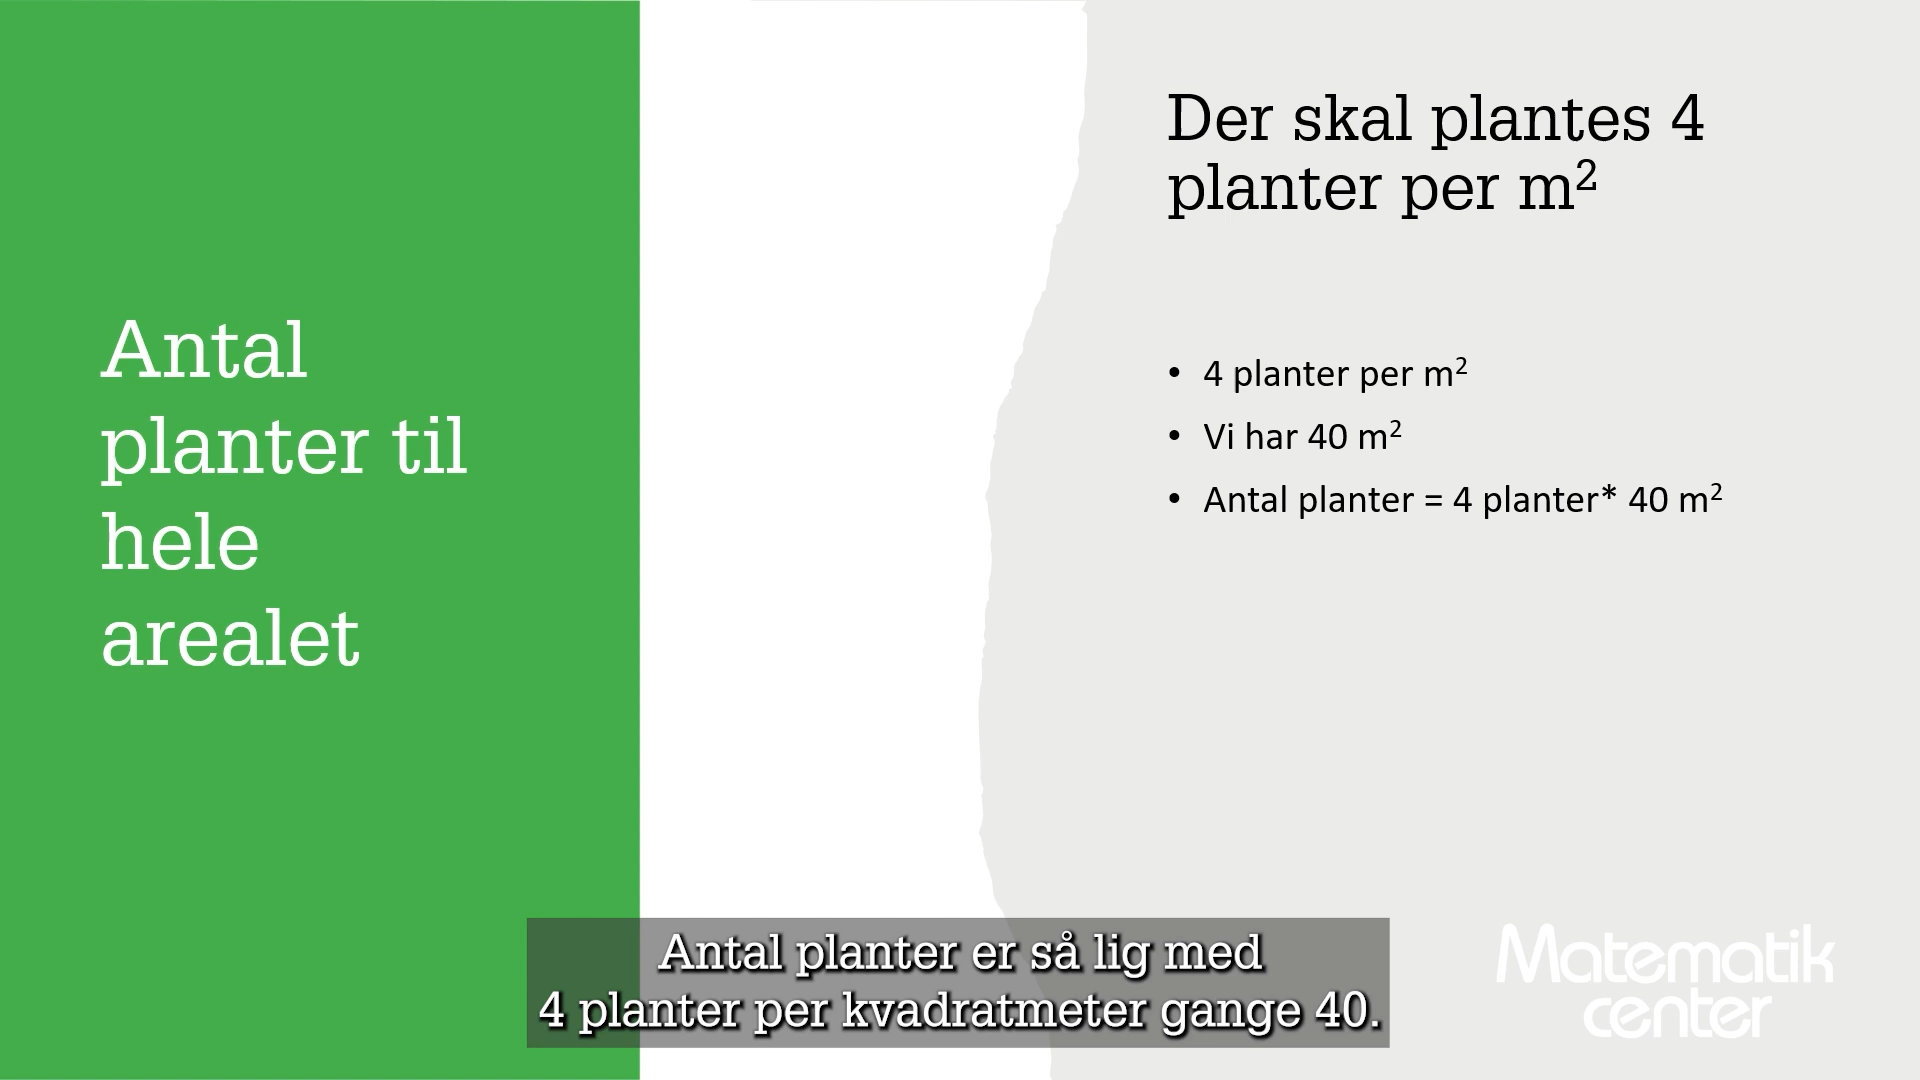 Antal
planter til
hele
arealet
Der skal plantes 4
planter per m²
• 4 planter per m²
• Vi har 40 m²
• Antal planter = 4 planter* 40 m²
Antal planter er så lig med
4 planter per kvadratmeter gange 40.
Matematik
center